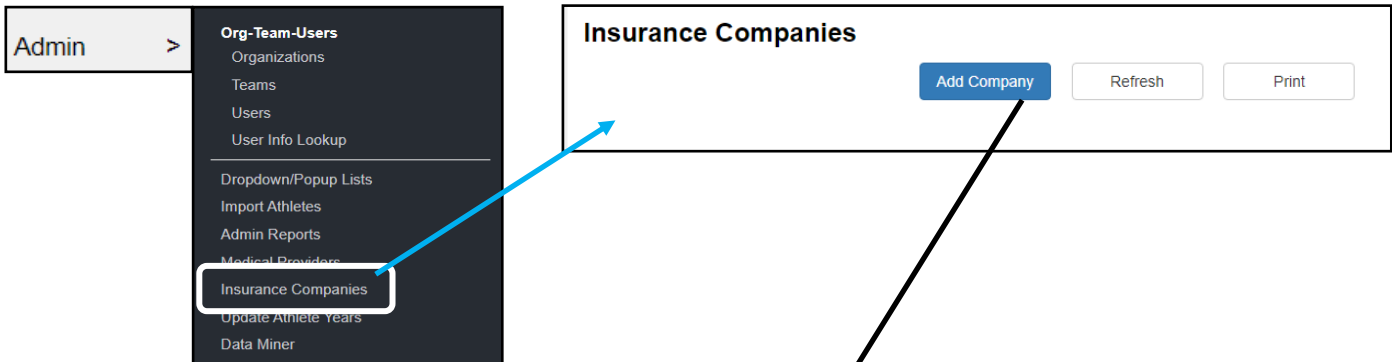 Admin >
Org-Team-Users
Organizations
Teams
Users
User Info Lookup
Dropdown/Popup Lists
Import Athletes
Admin Reports
Medical Providers
Insurance Companies
Update Athlete Years
Data Miner
Insurance Companies
Add Company Refresh Print